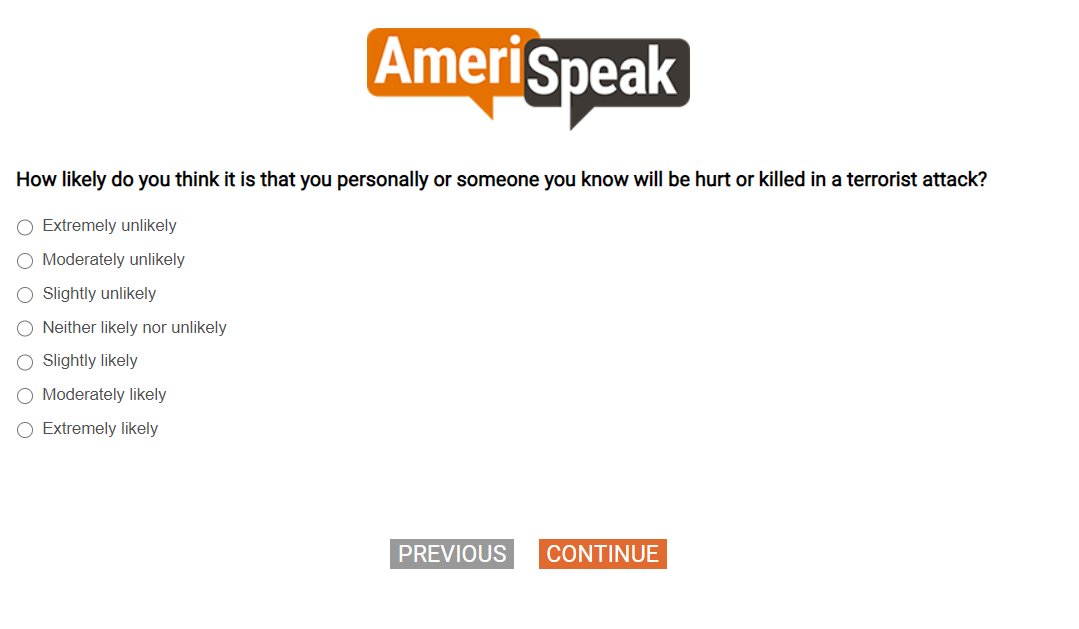 AmeriSpeak
How likely do you think it is that you personally or someone you know will be hurt or killed in a terrorist attack?
Extremely unlikely
Moderately unlikely
Slightly unlikely
Neither likely nor unlikely
Slightly likely
Moderately likely
Extremely likely
PREVIOUS CONTINUE